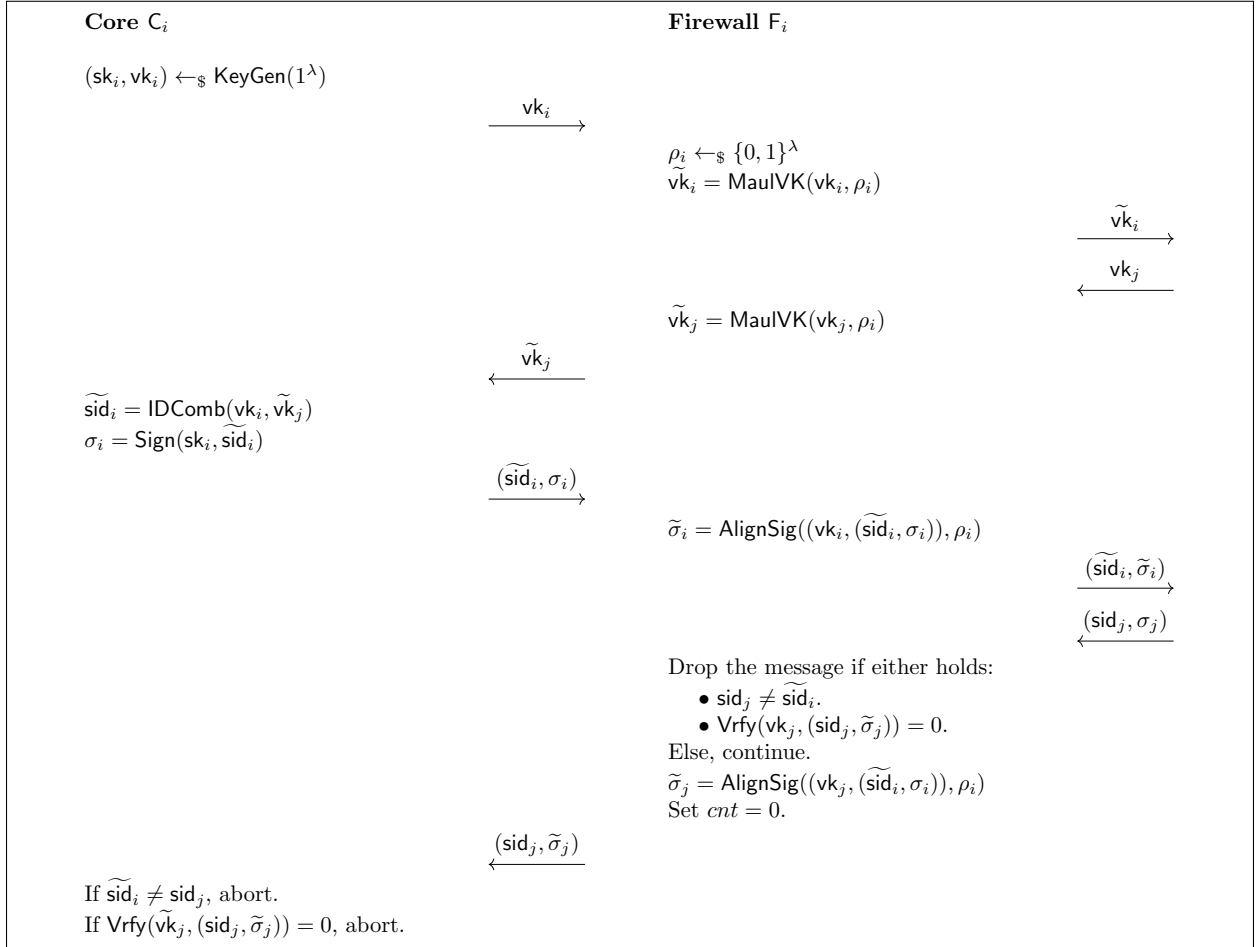 Core C_i Firewall F_i
(sk_i, vk_i) ←$ KeyGen(1^λ)
vk_i
ρ_i ←$ {0, 1}^λ
ṽk_i = MaulVK(vk_i, ρ_i)
ṽk_i
vk_j
ṽk_j = MaulVK(vk_j, ρ_i)
ṽk_j
s͠id_i = IDComb(vk_i, ṽk_j)
σ_i = Sign(sk_i, s͠id_i)
(s͠id_i, σ_i)
σ̃_i = AlignSig((vk_i, (s͠id_i, σ_i)), ρ_i)
(s͠id_i, σ̃_i)
(sid_j, σ_j)
Drop the message if either holds:
• sid_j ≠ s͠id_i.
• Vrfy(vk_j, (sid_j, σ̃_j)) = 0.
Else, continue.
σ̃_j = AlignSig((vk_j, (s͠id_i, σ_i)), ρ_i)
Set cnt = 0.
(sid_j, σ̃_j)
If s͠id_i ≠ sid_j, abort.
If Vrfy(ṽk_j, (sid_j, σ̃_j)) = 0, abort.